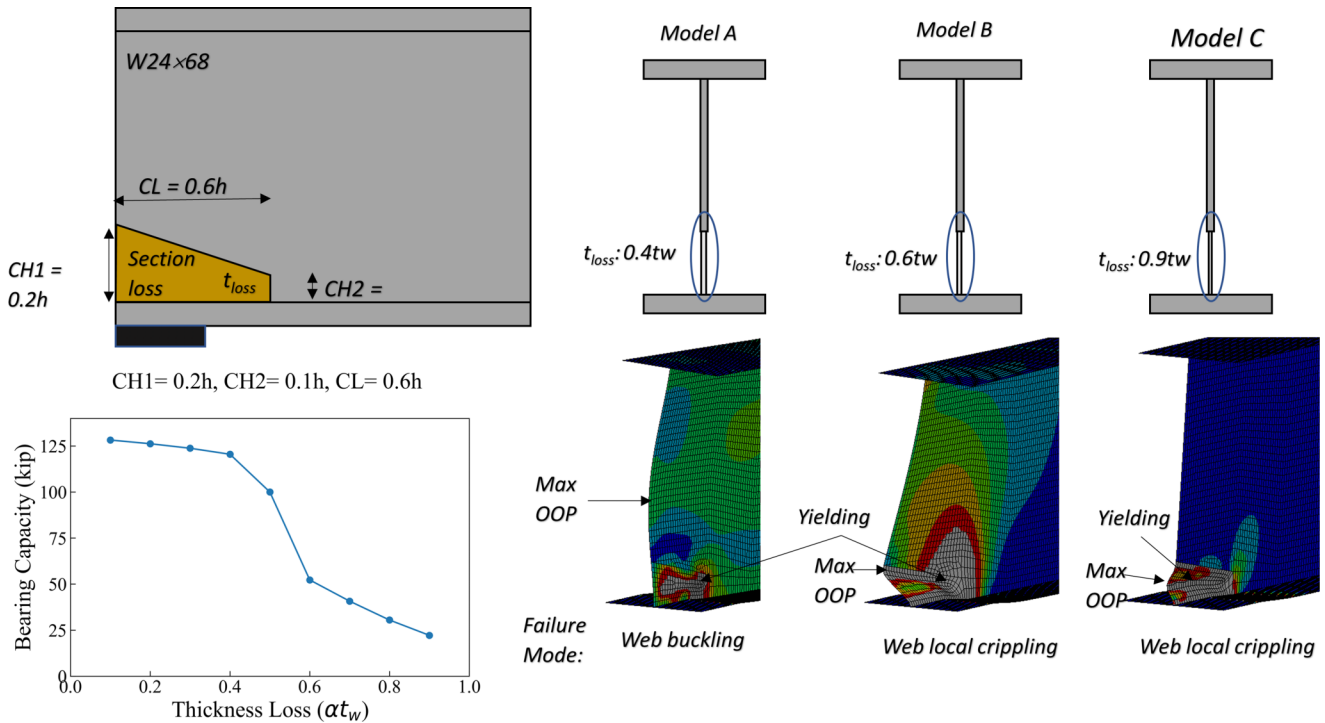 W24×68
CL = 0.6h
CH1 =
0.2h
Section
loss
t_loss
CH2 =
CH1= 0.2h, CH2= 0.1h, CL= 0.6h
Bearing Capacity (kip)
125
100
75
50
25
0
0.0 0.2 0.4 0.6 0.8 1.0
Thickness Loss (αt_w)
Model A
Model B
Model C
t_loss: 0.4tw
t_loss: 0.6tw
t_loss: 0.9tw
Max
OOP
Yielding
Max
OOP
Yielding
Max
OOP
Failure
Mode:
Web buckling
Web local crippling
Web local crippling